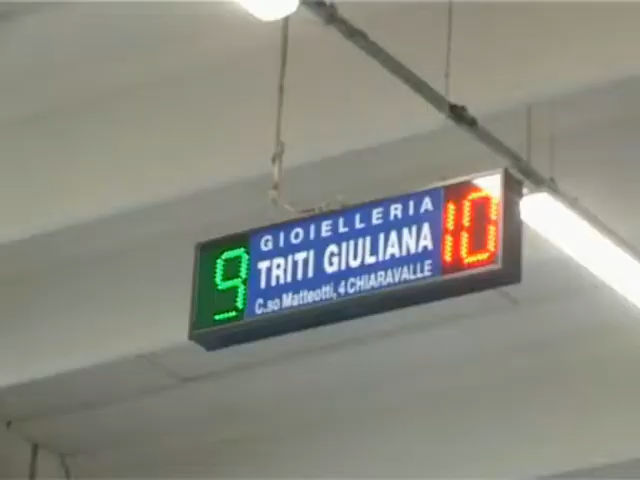 9
GIOIELLERIA
TRITI GIULIANA
C.so Matteotti, 4 CHIARAVALLE
10